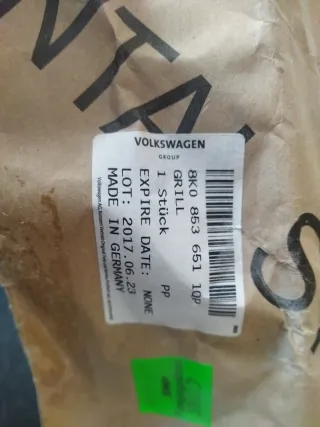 NTA
S
VOLKSWAGEN
GROUP
8K0 853 651 1QP
GRILL
1 Stück PP
EXPIRE DATE: NONE
LOT: 2017.06.23
MADE IN GERMANY